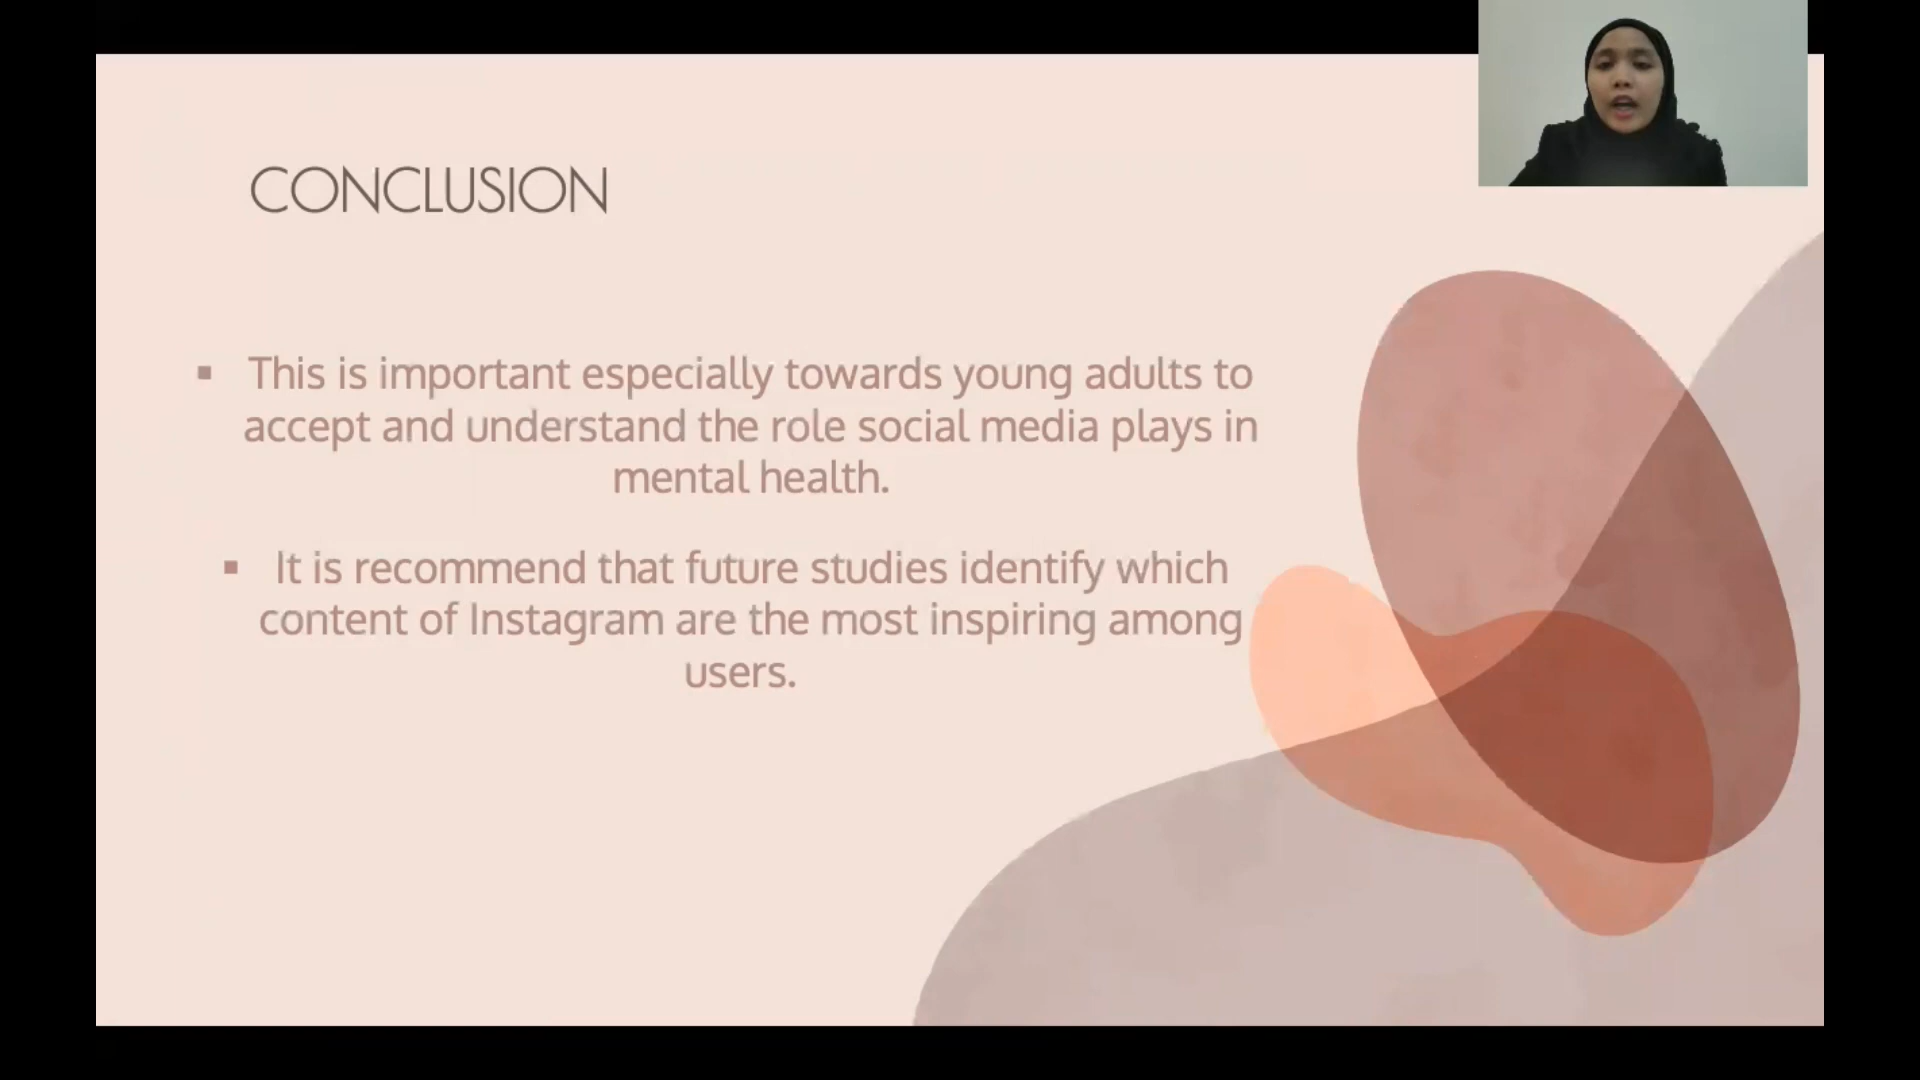 CONCLUSION
▪ This is important especially towards young adults to
accept and understand the role social media plays in
mental health.
▪ It is recommend that future studies identify which
content of Instagram are the most inspiring among
users.